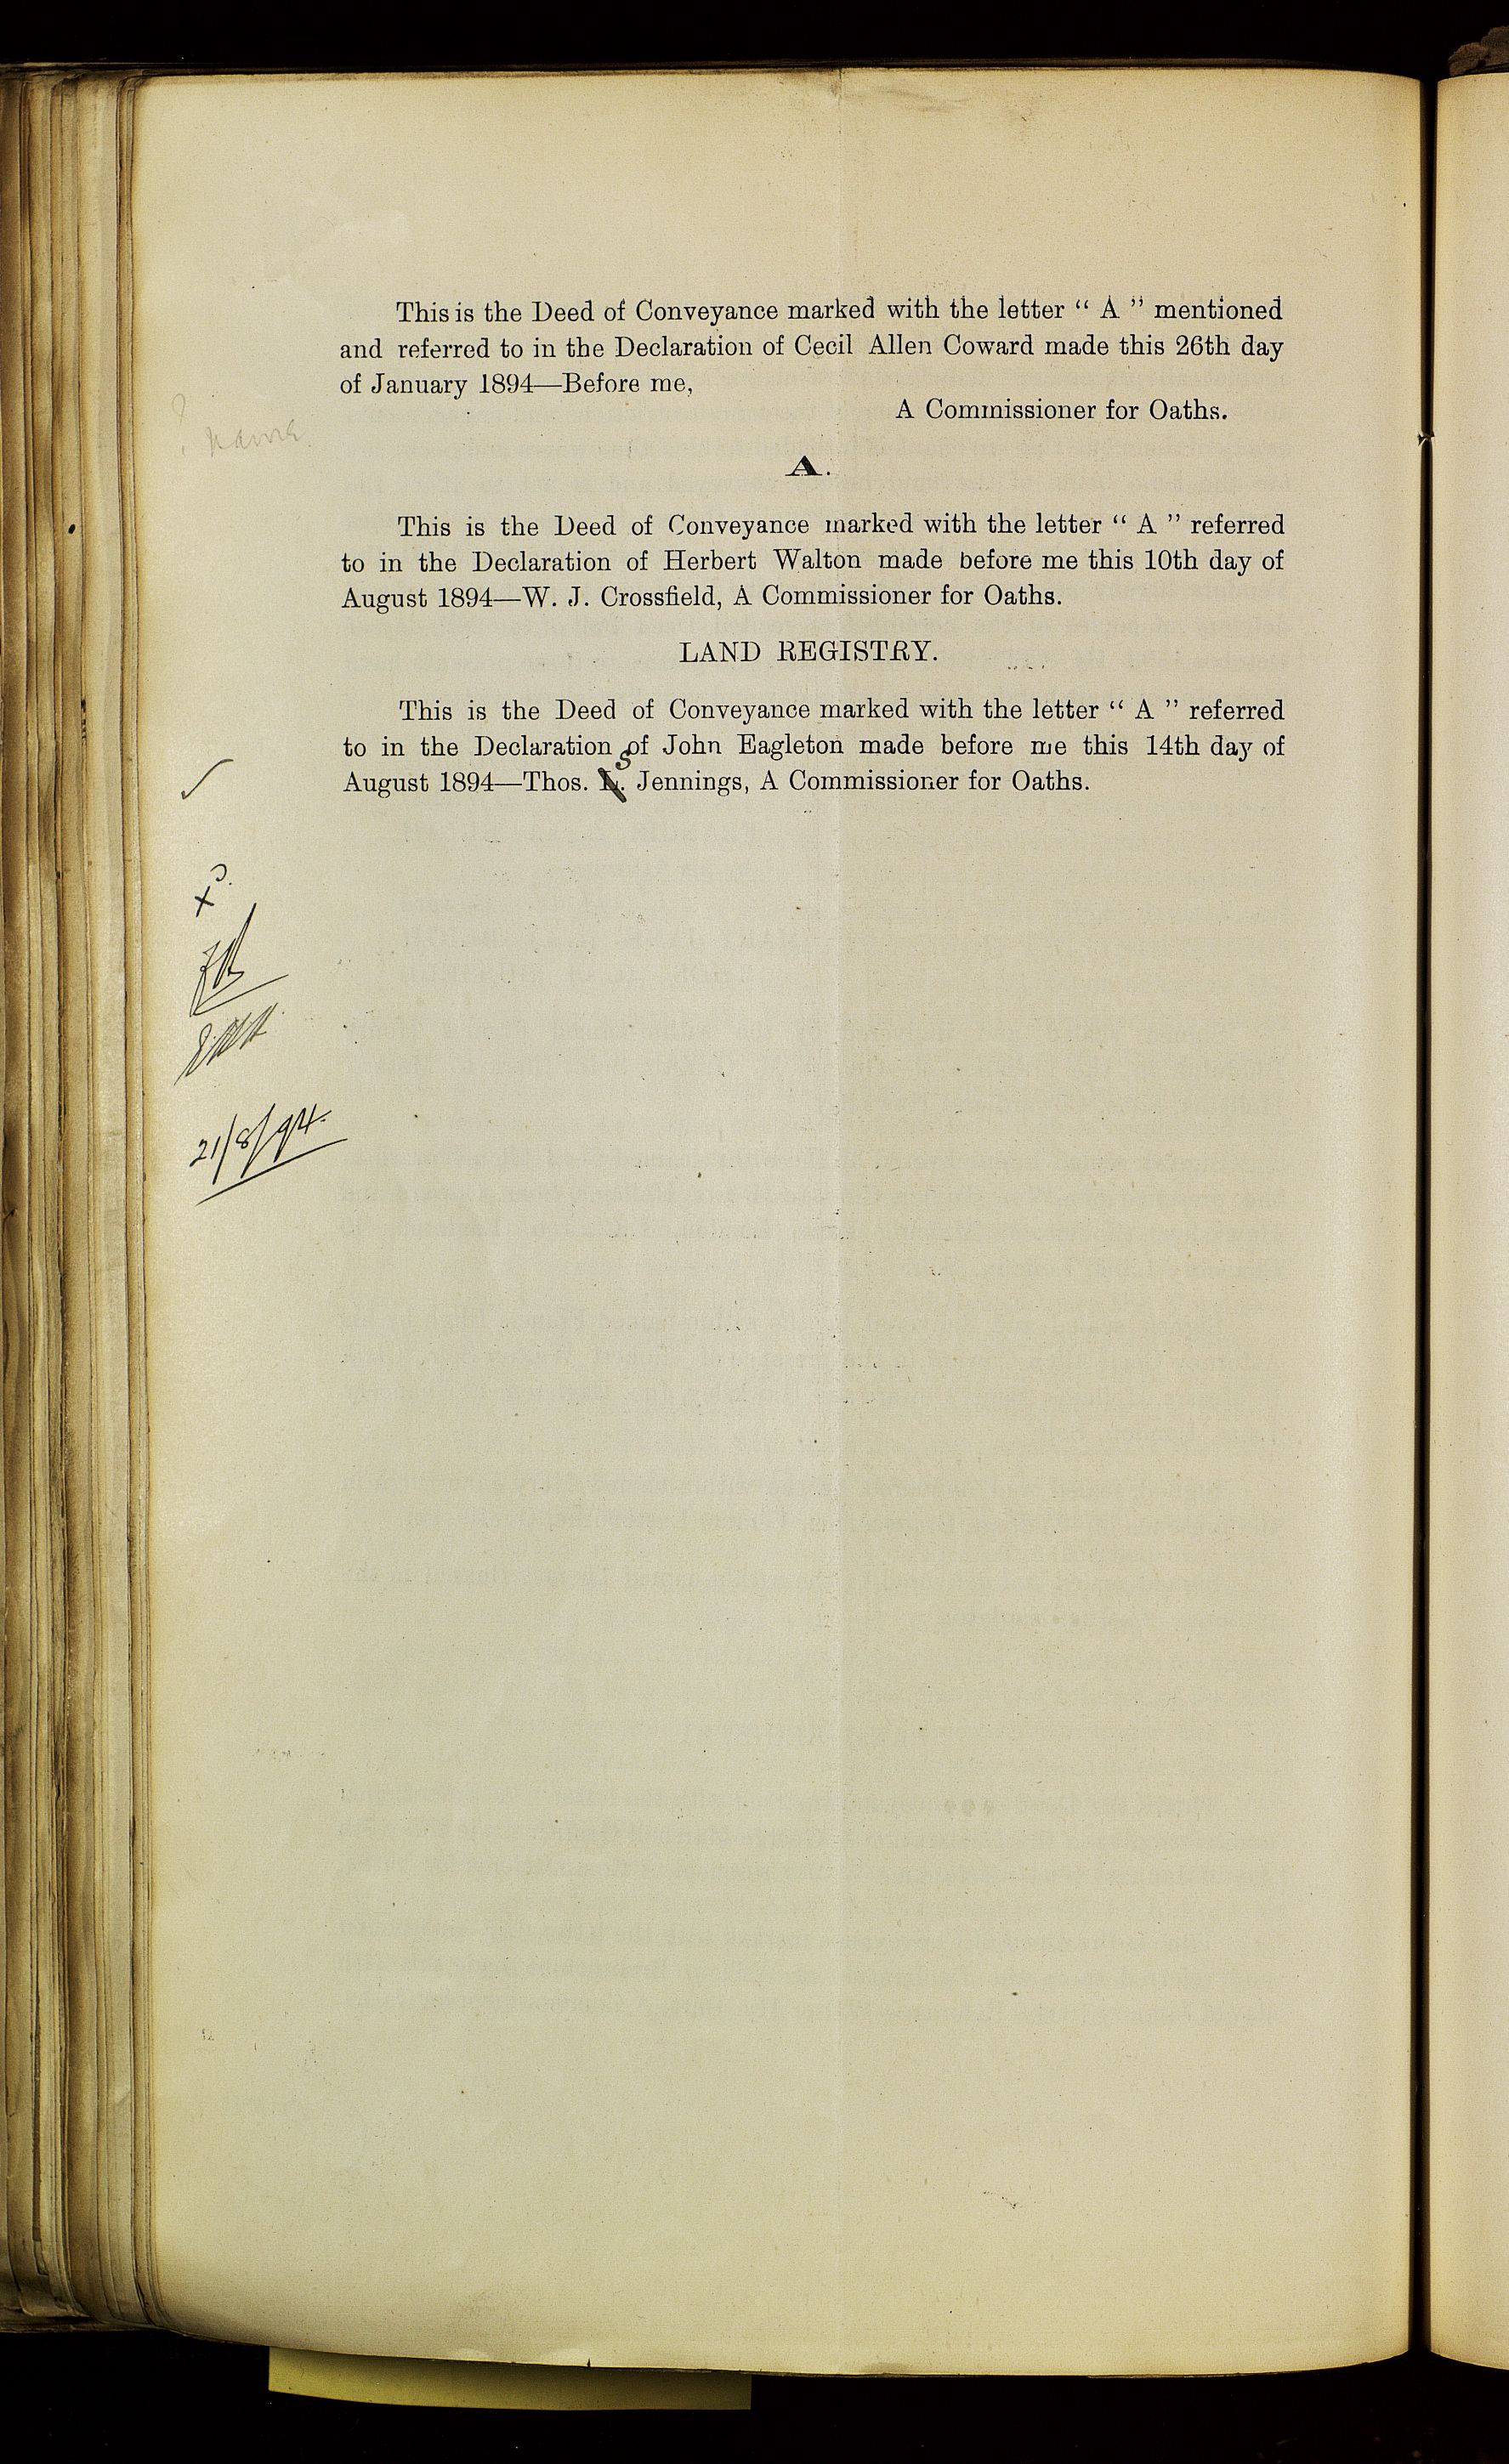 This is the Deed of Conveyance marked with the letter “ A ” mentioned
and referred to in the Declaration of Cecil Allen Coward made this 26th day
of January 1894—Before me,
A Commissioner for Oaths.
? name
A.
This is the Deed of Conveyance marked with the letter “ A ” referred
to in the Declaration of Herbert Walton made before me this 10th day of
August 1894—W. J. Crossfield, A Commissioner for Oaths.
LAND REGISTRY.
This is the Deed of Conveyance marked with the letter “ A ” referred
to in the Declaration of John Eagleton made before me this 14th day of
August 1894—Thos. S. Jennings, A Commissioner for Oaths.
21/8/94.